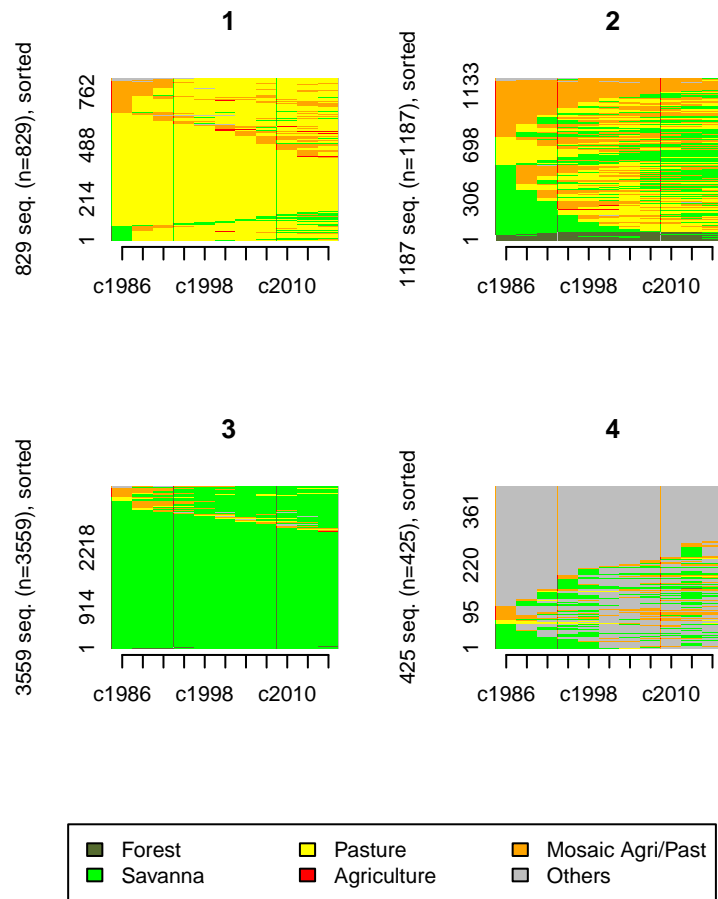 1
829 seq. (n=829), sorted
1 214 488 762
c1986 c1998 c2010
2
1187 seq. (n=1187), sorted
1 306 698 1133
c1986 c1998 c2010
3
3559 seq. (n=3559), sorted
1 914 2218
c1986 c1998 c2010
4
425 seq. (n=425), sorted
1 95 220 361
c1986 c1998 c2010
Forest Pasture Mosaic Agri/Past
Savanna Agriculture Others